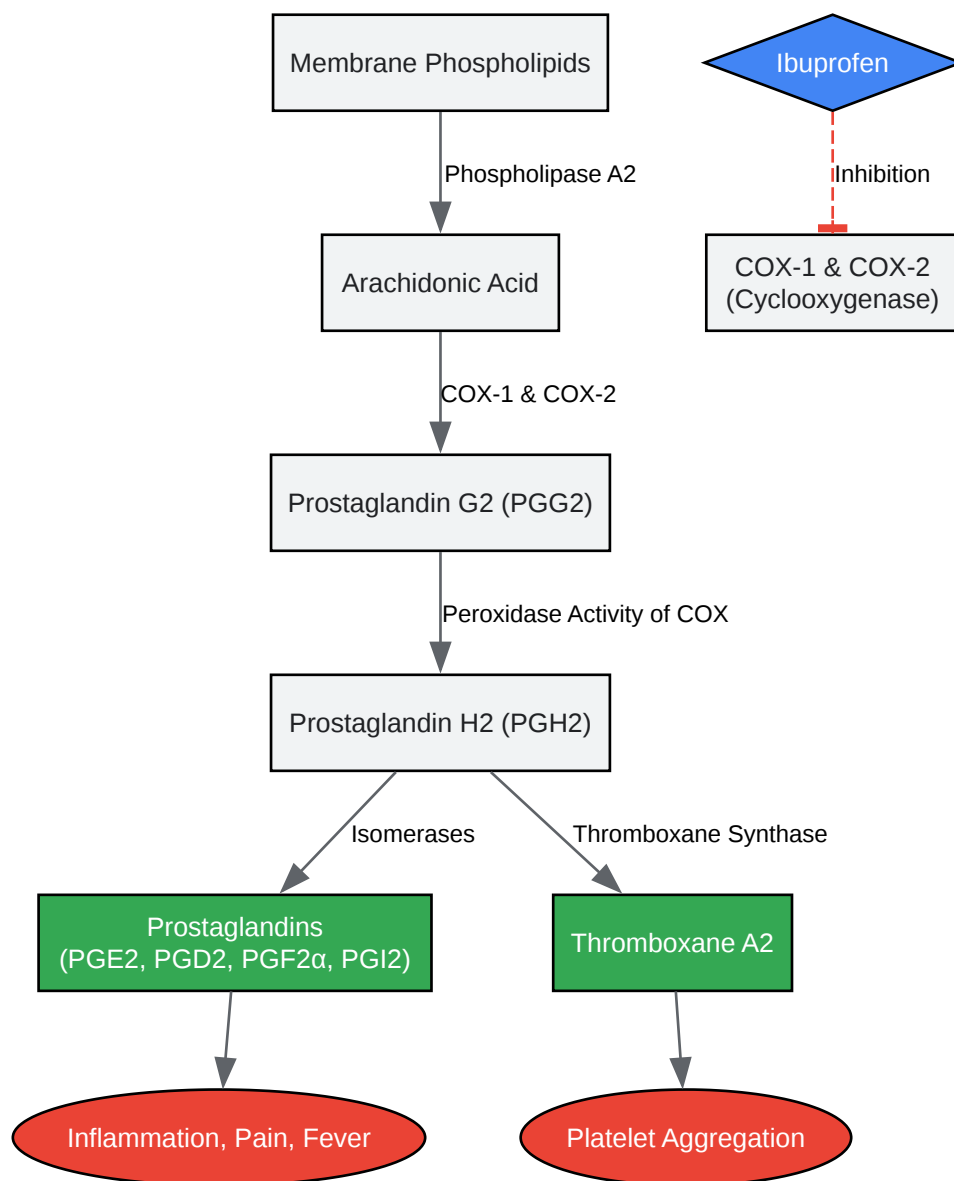 Membrane Phospholipids
Ibuprofen
Phospholipase A2
Inhibition
Arachidonic Acid
COX-1 & COX-2
(Cyclooxygenase)
COX-1 & COX-2
Prostaglandin G2 (PGG2)
Peroxidase Activity of COX
Prostaglandin H2 (PGH2)
Isomerases
Thromboxane Synthase
Prostaglandins
(PGE2, PGD2, PGF2α, PGI2)
Thromboxane A2
Inflammation, Pain, Fever
Platelet Aggregation